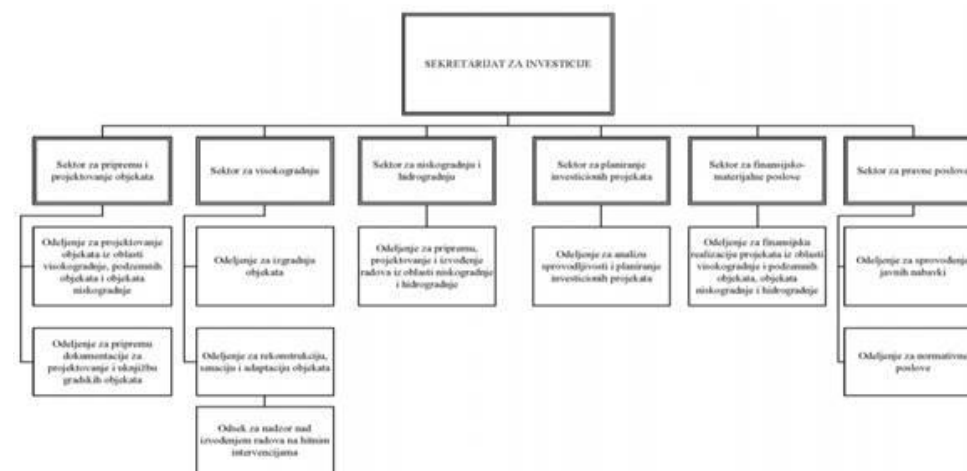 SEKRETARIJAT ZA INVESTICIJE
Sektor za pripremu i
projektovanje objekata
Sektor za visokogradnju
Sektor za niskogradnju i
hidrogradnju
Sektor za planiranje
investicionih projekata
Sektor za finansijsko-
materijalne poslove
Sektor za pravne poslove
Odeljenje za projektovanje
objekata iz oblasti
visokogradnje, podzemnih
objekata i objekata
niskogradnje
Odeljenje za izgradnju
objekata
Odeljenje za pripremu,
projektovanje i izvođenje
radova iz oblasti niskogradnje
i hidrogradnje
Odeljenje za analizu
sprovodljivosti i planiranje
investicionih projekata
Odeljenje za finansijsku
realizaciju projekata iz oblasti
visokogradnje i podzemnih
objekata, objekata
niskogradnje i hidrogradnje
Odeljenje za sprovođenje
javnih nabavki
Odeljenje za pripremu
dokumentacije za
projektovanje i uknjižbu
gradskih objekata
Odeljenje za rekonstrukciju,
sanaciju i adaptaciju objekata
Odeljenje za normativne
poslove
Odsek za nadzor nad
izvođenjem radova na hitnim
intervencijama